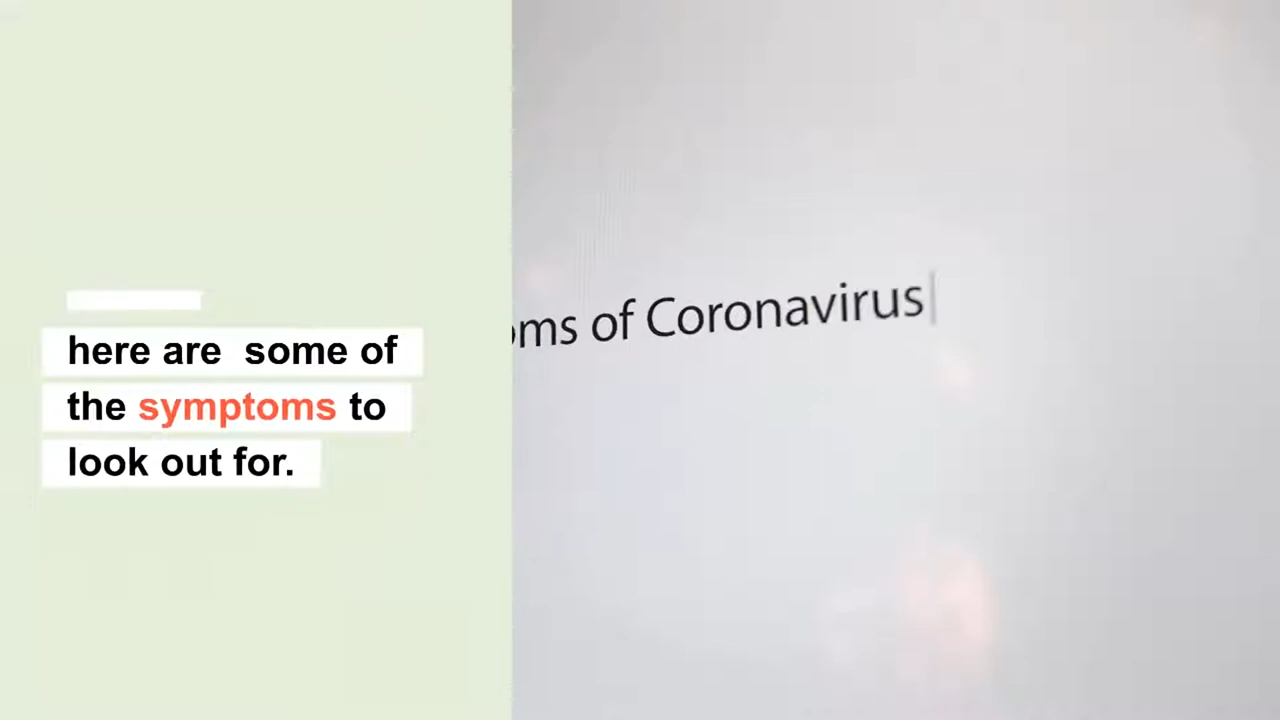 here are  some of
the symptoms to
look out for.
oms of Coronavirus